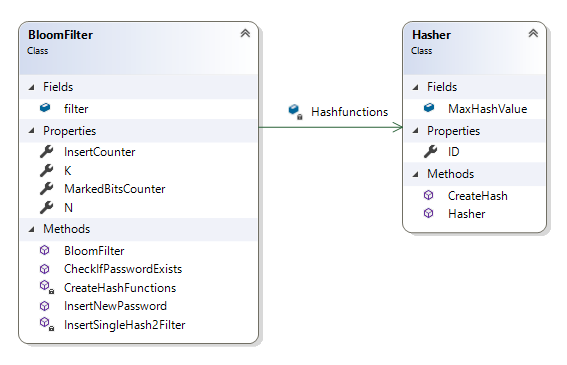 BloomFilter
Class
Fields
filter
Properties
InsertCounter
K
MarkedBitsCounter
N
Methods
BloomFilter
CheckIfPasswordExists
CreateHashFunctions
InsertNewPassword
InsertSingleHash2Filter
Hashfunctions
Hasher
Class
Fields
MaxHashValue
Properties
ID
Methods
CreateHash
Hasher